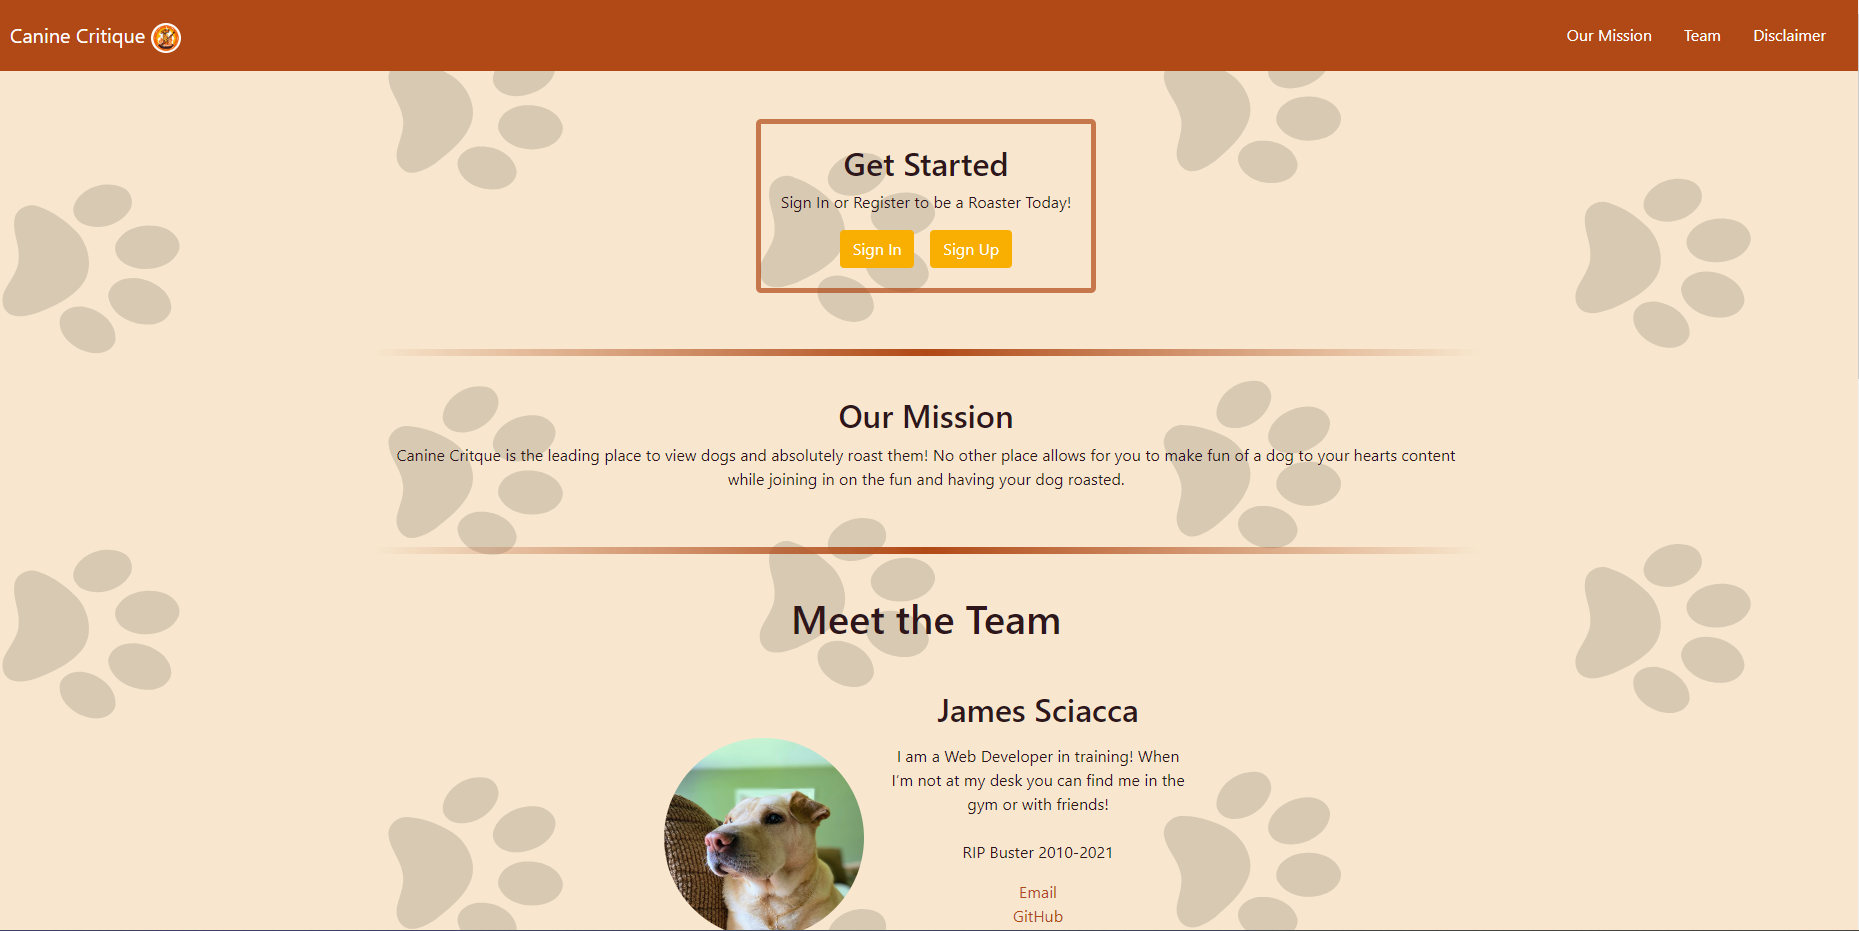 Canine Critique
Our Mission
Team
Disclaimer
Get Started
Sign In or Register to be a Roaster Today!
Sign In
Sign Up
Our Mission
Canine Critque is the leading place to view dogs and absolutely roast them! No other place allows for you to make fun of a dog to your hearts content
while joining in on the fun and having your dog roasted.
Meet the Team
James Sciacca
I am a Web Developer in training! When
I'm not at my desk you can find me in the
gym or with friends!
RIP Buster 2010-2021
Email
GitHub